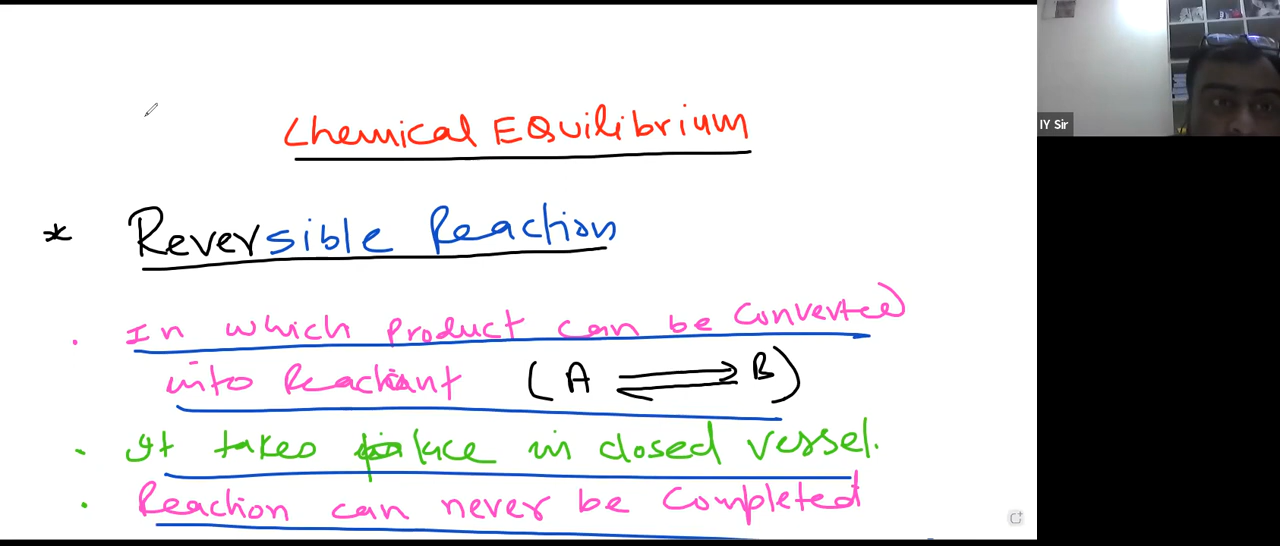 Chemical EQuilibrium
IY Sir
* Reversible Reaction
. In which product can be converted
into Reactant (A ⇌ B)
. It takes place in closed vessel.
. Reaction can never be completed